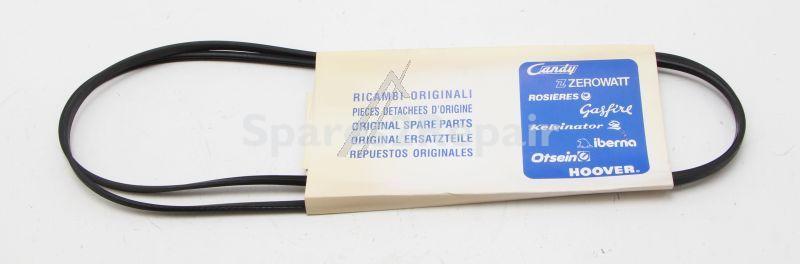 RICAMBI ORIGINALI
PIECES DETACHEES D'ORIGINE
ORIGINAL SPARE PARTS
ORIGINAL ERSATZTEILE
REPUESTOS ORIGINALES
Candy
ZEROWATT
ROSIÈRES
Gasfire
Kelvinator
iberna
Otsein
HOOVER